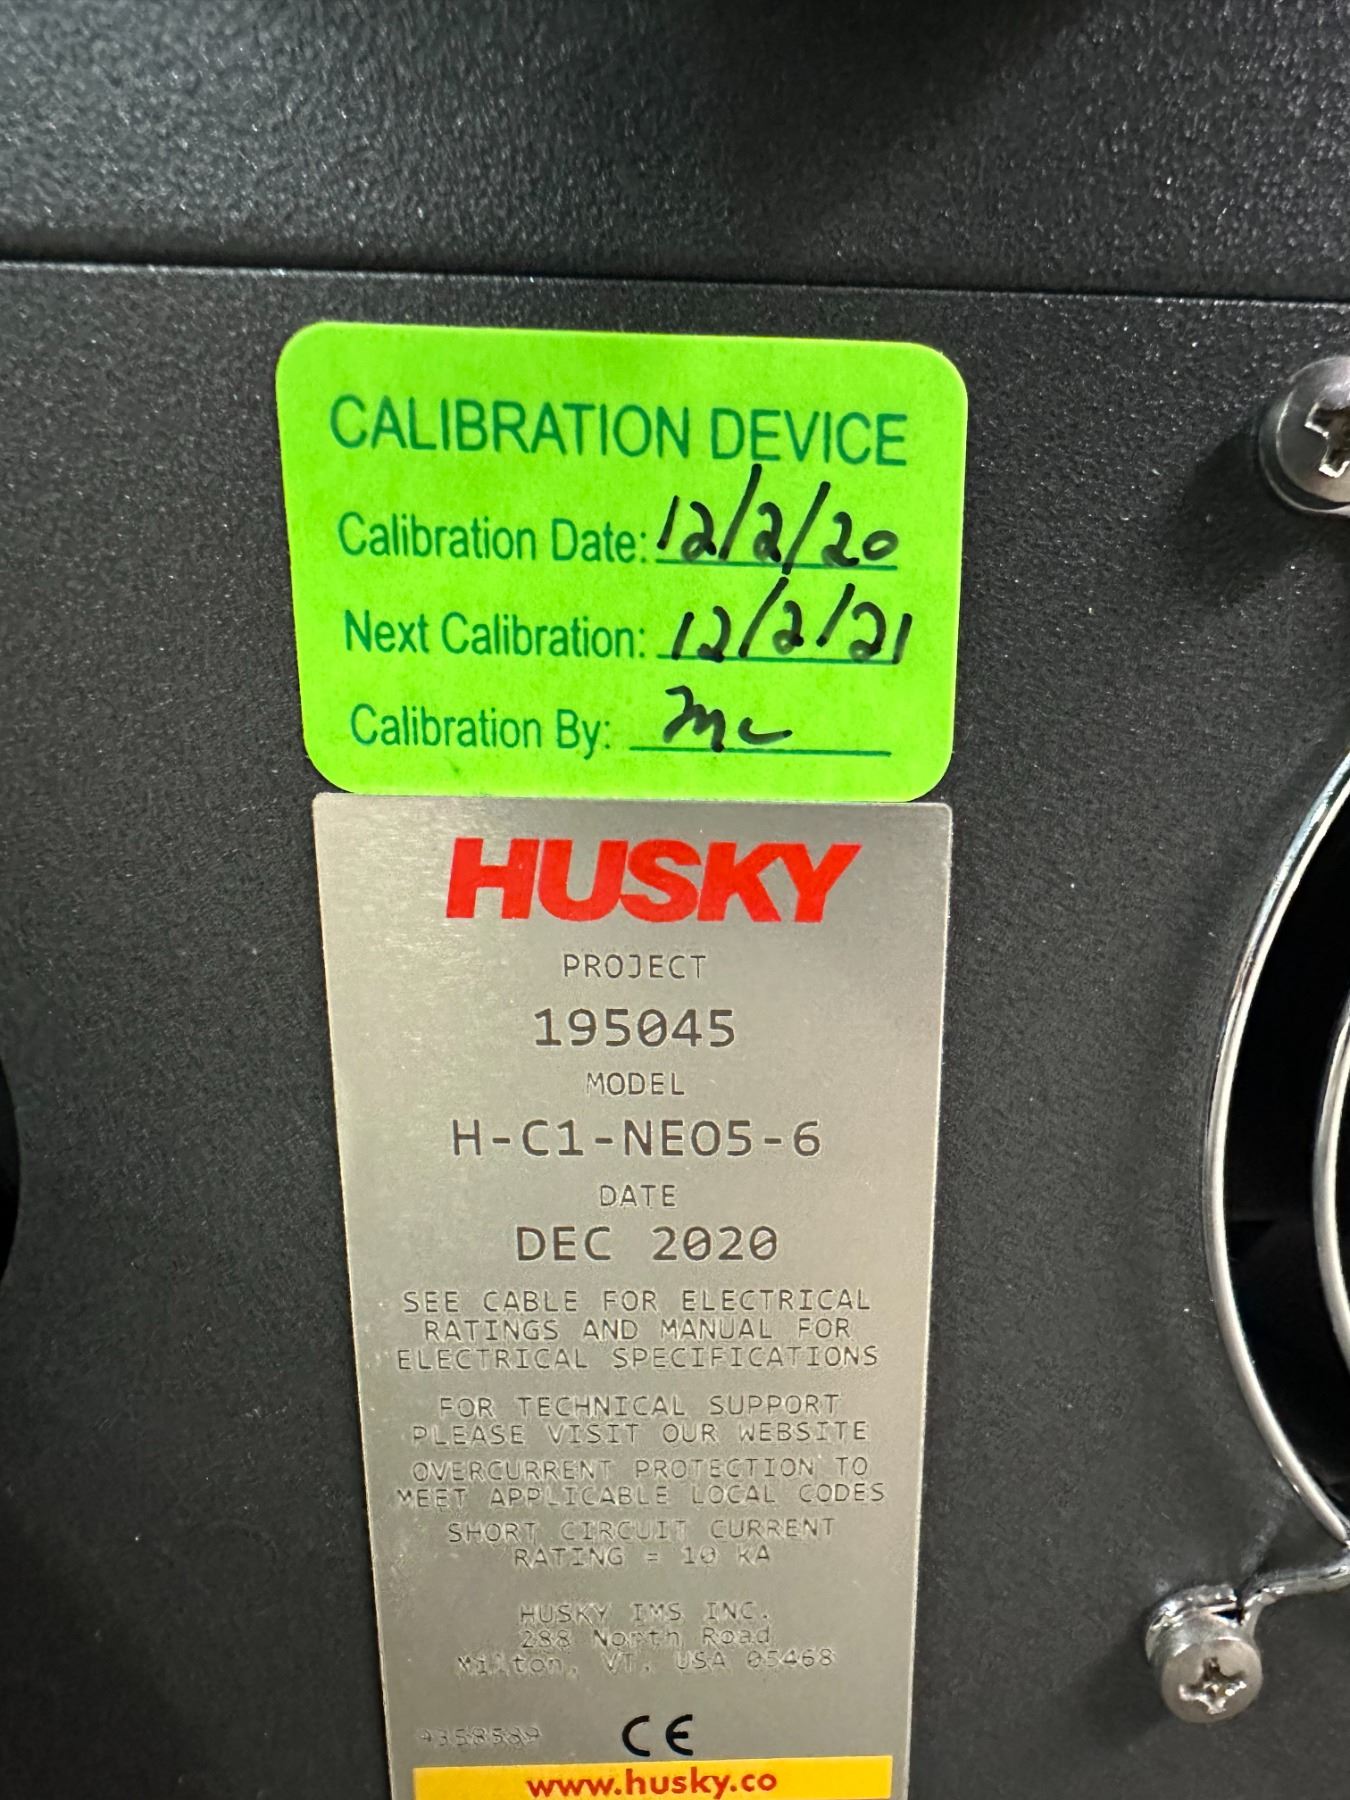 CALIBRATION DEVICE
Calibration Date: 12/2/20
Next Calibration: 12/2/21
Calibration By: mc
HUSKY
PROJECT
195045
MODEL
H-C1-NEO5-6
DATE
DEC 2020
SEE CABLE FOR ELECTRICAL
RATINGS AND MANUAL FOR
ELECTRICAL SPECIFICATIONS
FOR TECHNICAL SUPPORT
PLEASE VISIT OUR WEBSITE
OVERCURRENT PROTECTION TO
MEET APPLICABLE LOCAL CODES
SHORT CIRCUIT CURRENT
RATING = 10 KA
HUSKY IMS INC.
288 North Road
Milton, VT, USA 05468
CE
www.husky.co